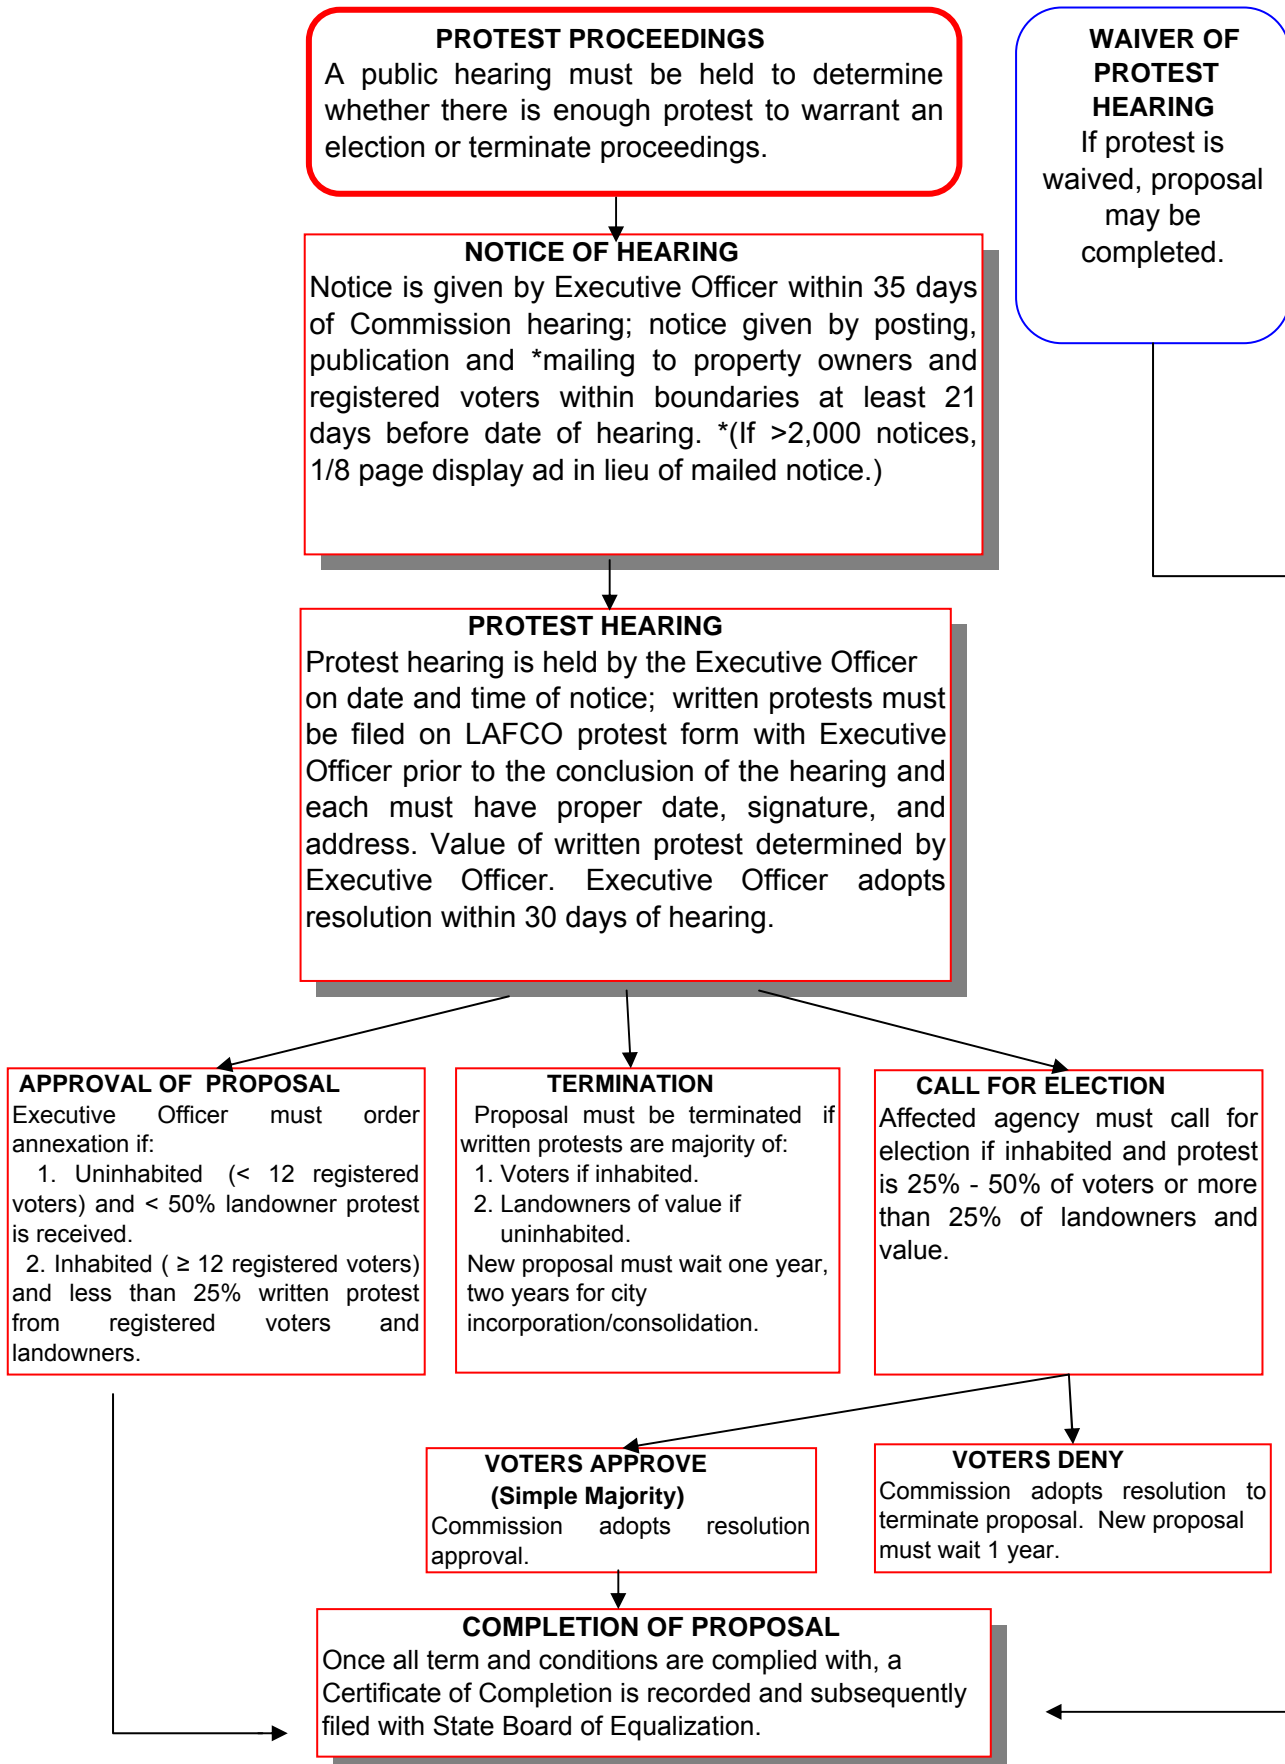 PROTEST PROCEEDINGS
A public hearing must be held to determine
whether there is enough protest to warrant an
election or terminate proceedings.
WAIVER OF
PROTEST
HEARING
If protest is
waived, proposal
may be
completed.
NOTICE OF HEARING
Notice is given by Executive Officer within 35 days
of Commission hearing; notice given by posting,
publication and *mailing to property owners and
registered voters within boundaries at least 21
days before date of hearing. *(If >2,000 notices,
1/8 page display ad in lieu of mailed notice.)
PROTEST HEARING
Protest hearing is held by the Executive Officer
on date and time of notice; written protests must
be filed on LAFCO protest form with Executive
Officer prior to the conclusion of the hearing and
each must have proper date, signature, and
address. Value of written protest determined by
Executive Officer. Executive Officer adopts
resolution within 30 days of hearing.
APPROVAL OF PROPOSAL
Executive Officer must order
annexation if:
1. Uninhabited (< 12 registered
voters) and < 50% landowner protest
is received.
2. Inhabited ( ≥ 12 registered voters)
and less than 25% written protest
from registered voters and
landowners.
TERMINATION
Proposal must be terminated if
written protests are majority of:
1. Voters if inhabited.
2. Landowners of value if
uninhabited.
New proposal must wait one year,
two years for city
incorporation/consolidation.
CALL FOR ELECTION
Affected agency must call for
election if inhabited and protest
is 25% - 50% of voters or more
than 25% of landowners and
value.
VOTERS APPROVE
(Simple Majority)
Commission adopts resolution
approval.
VOTERS DENY
Commission adopts resolution to
terminate proposal. New proposal
must wait 1 year.
COMPLETION OF PROPOSAL
Once all term and conditions are complied with, a
Certificate of Completion is recorded and subsequently
filed with State Board of Equalization.